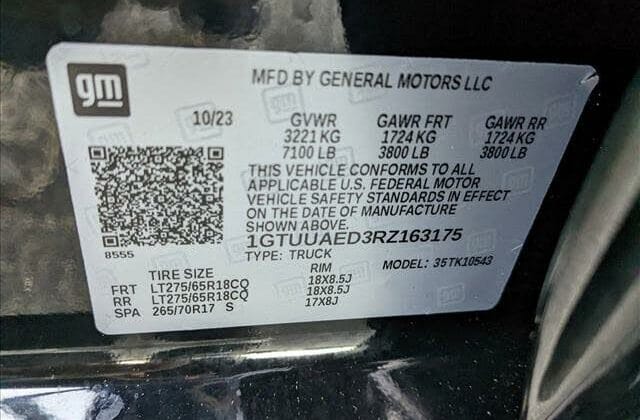 gm
MFD BY GENERAL MOTORS LLC
10/23 GVWR GAWR FRT GAWR RR
3221 KG 1724 KG 1724 KG
7100 LB 3800 LB 3800 LB
THIS VEHICLE CONFORMS TO ALL
APPLICABLE U.S. FEDERAL MOTOR
VEHICLE SAFETY STANDARDS IN EFFECT
ON THE DATE OF MANUFACTURE
SHOWN ABOVE.
8555
1GTUUAED3RZ163175
TYPE: TRUCK MODEL: 35TK10543
TIRE SIZE RIM
FRT LT275/65R18CQ 18X8.5J
RR LT275/65R18CQ 18X8.5J
SPA 265/70R17 S 17X8J